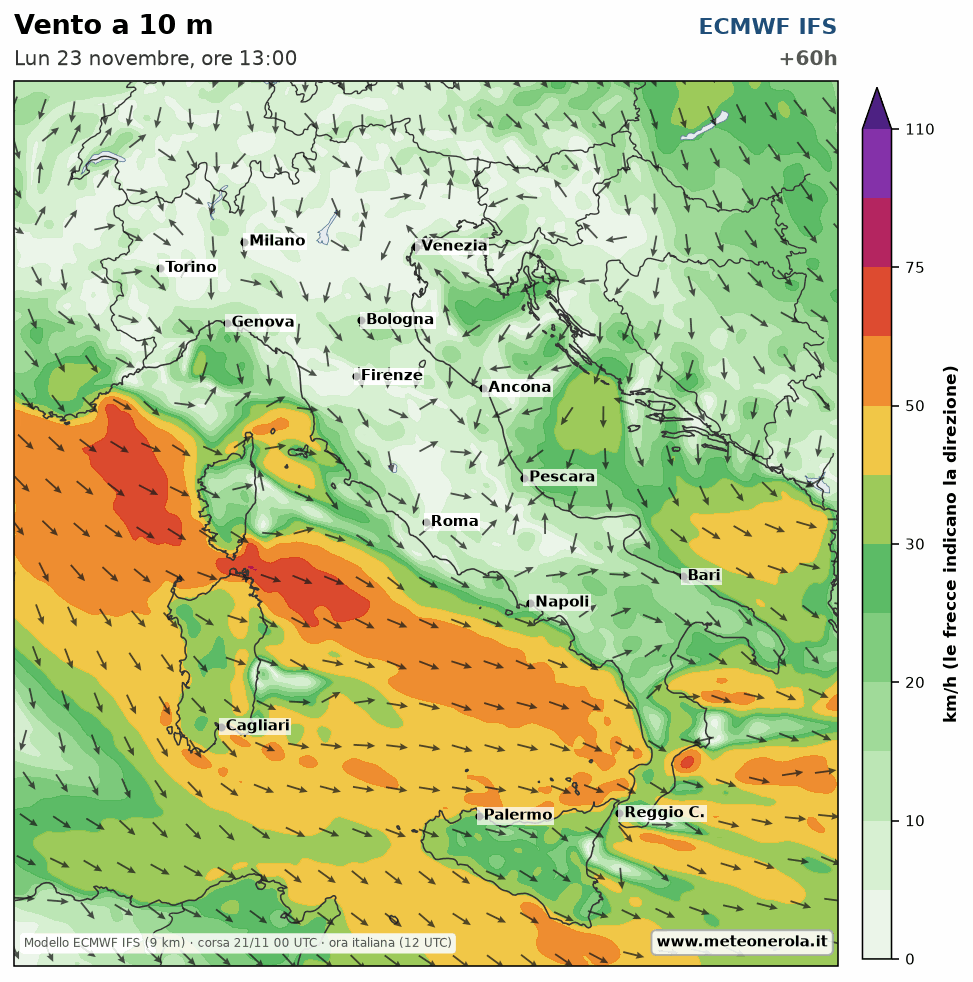 Vento a 10 m
ECMWF IFS
Lun 23 novembre, ore 13:00
+60h
Milano
Venezia
Torino
Genova
Bologna
Firenze
Ancona
Pescara
Roma
Bari
Napoli
Cagliari
Palermo
Reggio C.
Modello ECMWF IFS (9 km) · corsa 21/11 00 UTC · ora italiana (12 UTC)
www.meteonerola.it
110
75
50
30
20
10
0
km/h (le frecce indicano la direzione)